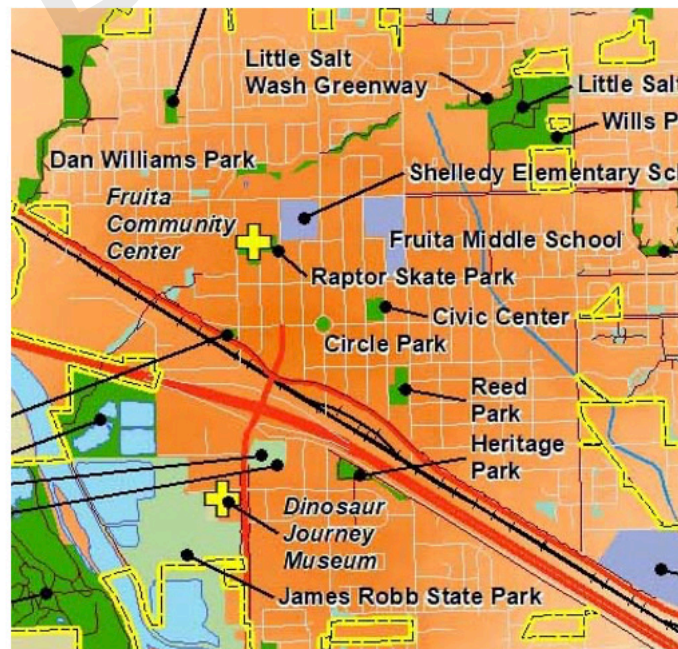 Little Salt
Wash Greenway
Little Salt
Wills P
Dan Williams Park
Shelledy Elementary Sc
Fruita
Community
Center
Fruita Middle School
Raptor Skate Park
Civic Center
Circle Park
Reed
Park
Heritage
Park
Dinosaur
Journey
Museum
James Robb State Park